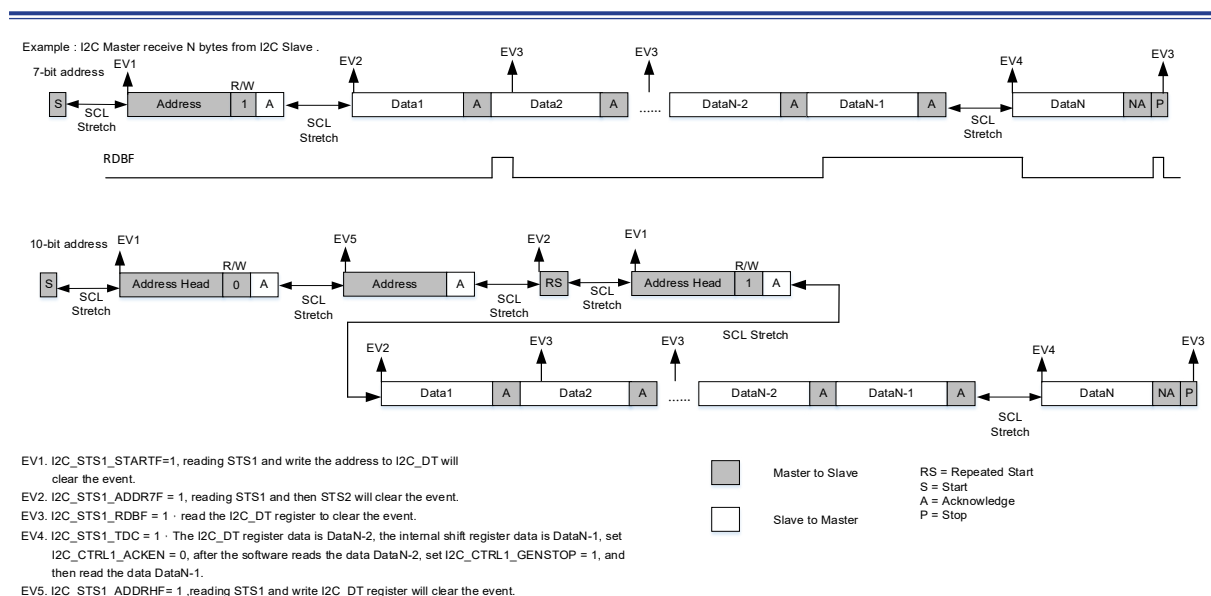 Example : I2C Master receive N bytes from I2C Slave .
7-bit address
EV1 EV2 EV3 EV3 EV4 EV3
R/W
S Address 1 A Data1 A Data2 A ...... DataN-2 A DataN-1 A DataN NA P
SCL Stretch SCL Stretch SCL Stretch
RDBF
10-bit address
EV1 EV5 EV2 EV1
R/W R/W
S Address Head 0 A Address A RS Address Head 1 A
SCL Stretch SCL Stretch SCL Stretch SCL Stretch
SCL Stretch
EV2 EV3 EV3 EV4 EV3
Data1 A Data2 A ...... DataN-2 A DataN-1 A DataN NA P
SCL Stretch
EV1. I2C_STS1_STARTF=1, reading STS1 and write the address to I2C_DT will
clear the event.
EV2. I2C_STS1_ADDR7F = 1, reading STS1 and then STS2 will clear the event.
EV3. I2C_STS1_RDBF = 1 · read the I2C_DT register to clear the event.
EV4. I2C_STS1_TDC = 1 · The I2C_DT register data is DataN-2, the internal shift register data is DataN-1, set
I2C_CTRL1_ACKEN = 0, after the software reads the data DataN-2, set I2C_CTRL1_GENSTOP = 1, and
then read the data DataN-1.
EV5. I2C_STS1_ADDRHF= 1 ,reading STS1 and write I2C_DT register will clear the event.
Master to Slave
Slave to Master
RS = Repeated Start
S = Start
A = Acknowledge
P = Stop